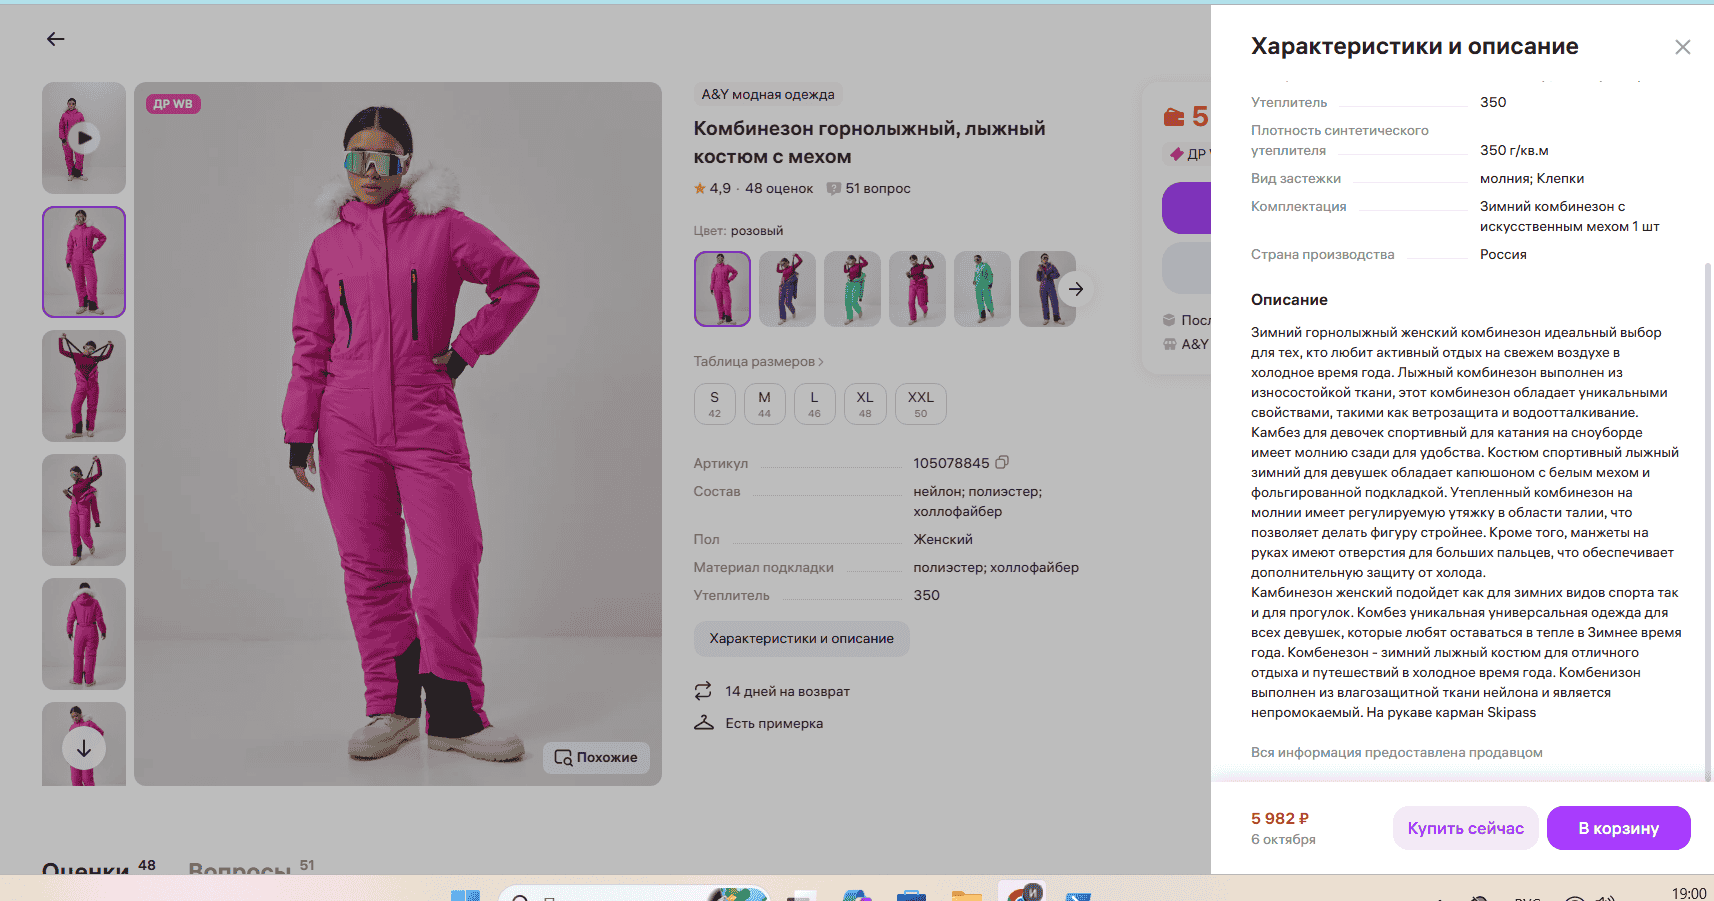 ДР WB
Похожие
A&Y модная одежда
Комбинезон горнолыжный, лыжный
костюм с мехом
4,9 · 48 оценок 51 вопрос
Цвет: розовый
Таблица размеров
S M L XL XXL
42 44 46 48 50
Артикул 105078845
Состав нейлон; полиэстер;
холлофайбер
Пол Женский
Материал подкладки полиэстер; холлофайбер
Утеплитель 350
Характеристики и описание
14 дней на возврат
Есть примерка
5
ДР
A&Y
Оценки 48 Вопросы 51
Характеристики и описание
Утеплитель 350
Плотность синтетического
утеплителя 350 г/кв.м
Вид застежки молния; Клепки
Комплектация Зимний комбинезон с
искусственным мехом 1 шт
Страна производства Россия
Описание
Зимний горнолыжный женский комбинезон идеальный выбор
для тех, кто любит активный отдых на свежем воздухе в
холодное время года. Лыжный комбинезон выполнен из
износостойкой ткани, этот комбинезон обладает уникальными
свойствами, такими как ветрозащита и водоотталкивание.
Камбез для девочек спортивный для катания на сноуборде
имеет молнию сзади для удобства. Костюм спортивный лыжный
зимний для девушек обладает капюшоном с белым мехом и
фольгированной подкладкой. Утепленный комбинезон на
молнии имеет регулируемую утяжку в области талии, что
позволяет делать фигуру стройнее. Кроме того, манжеты на
руках имеют отверстия для больших пальцев, что обеспечивает
дополнительную защиту от холода.
Камбинезон женский подойдет как для зимних видов спорта так
и для прогулок. Комбез уникальная универсальная одежда для
всех девушек, которые любят оставаться в тепле в Зимнее время
года. Комбенезон - зимний лыжный костюм для отличного
отдыха и путешествий в холодное время года. Комбенизон
выполнен из влагозащитной ткани нейлона и является
непромокаемый. На рукаве карман Skipass
Вся информация предоставлена продавцом
5 982 ₽
6 октября
Купить сейчас
В корзину
19:00